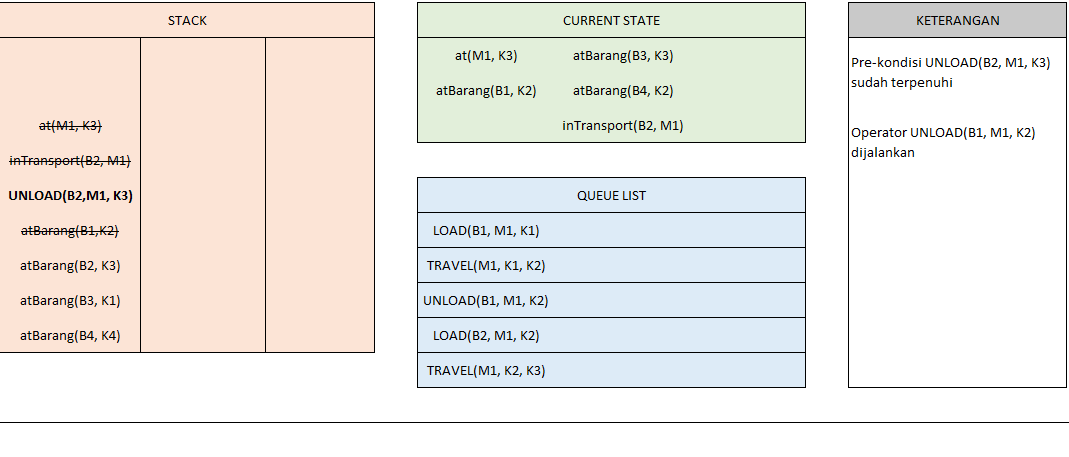 STACK
at(M1, K3)
inTransport(B2, M1)
UNLOAD(B2,M1, K3)
atBarang(B1,K2)
atBarang(B2, K3)
atBarang(B3, K1)
atBarang(B4, K4)
CURRENT STATE
at(M1, K3) atBarang(B3, K3)
atBarang(B1, K2) atBarang(B4, K2)
inTransport(B2, M1)
QUEUE LIST
LOAD(B1, M1, K1)
TRAVEL(M1, K1, K2)
UNLOAD(B1, M1, K2)
LOAD(B2, M1, K2)
TRAVEL(M1, K2, K3)
KETERANGAN
Pre-kondisi UNLOAD(B2, M1, K3)
sudah terpenuhi
Operator UNLOAD(B1, M1, K2)
dijalankan